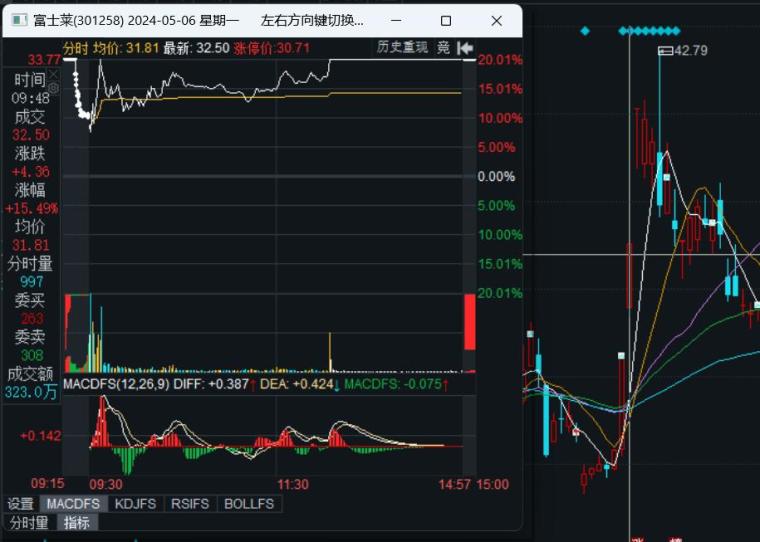 富士莱(301258) 2024-05-06 星期一 左右方向键切换...
分时 均价: 31.81 最新: 32.50 涨停价:30.71 历史重现 竞
42.79
33.77
时间
09:48
成交
32.50
涨跌
+4.36
涨幅
+15.49%
均价
31.81
分时量
997
委买
263
委卖
308
成交额
323.0万
20.01%
15.01%
10.00%
5.00%
0.00%
5.00%
10.00%
15.01%
20.01%
MACDFS(12,26,9) DIFF: +0.387↑ DEA: +0.424↓ MACDFS: -0.075↑
+0.142
09:15 09:30 11:30 14:57 15:00
设置 MACDFS KDJFS RSIFS BOLLFS
分时量 指标